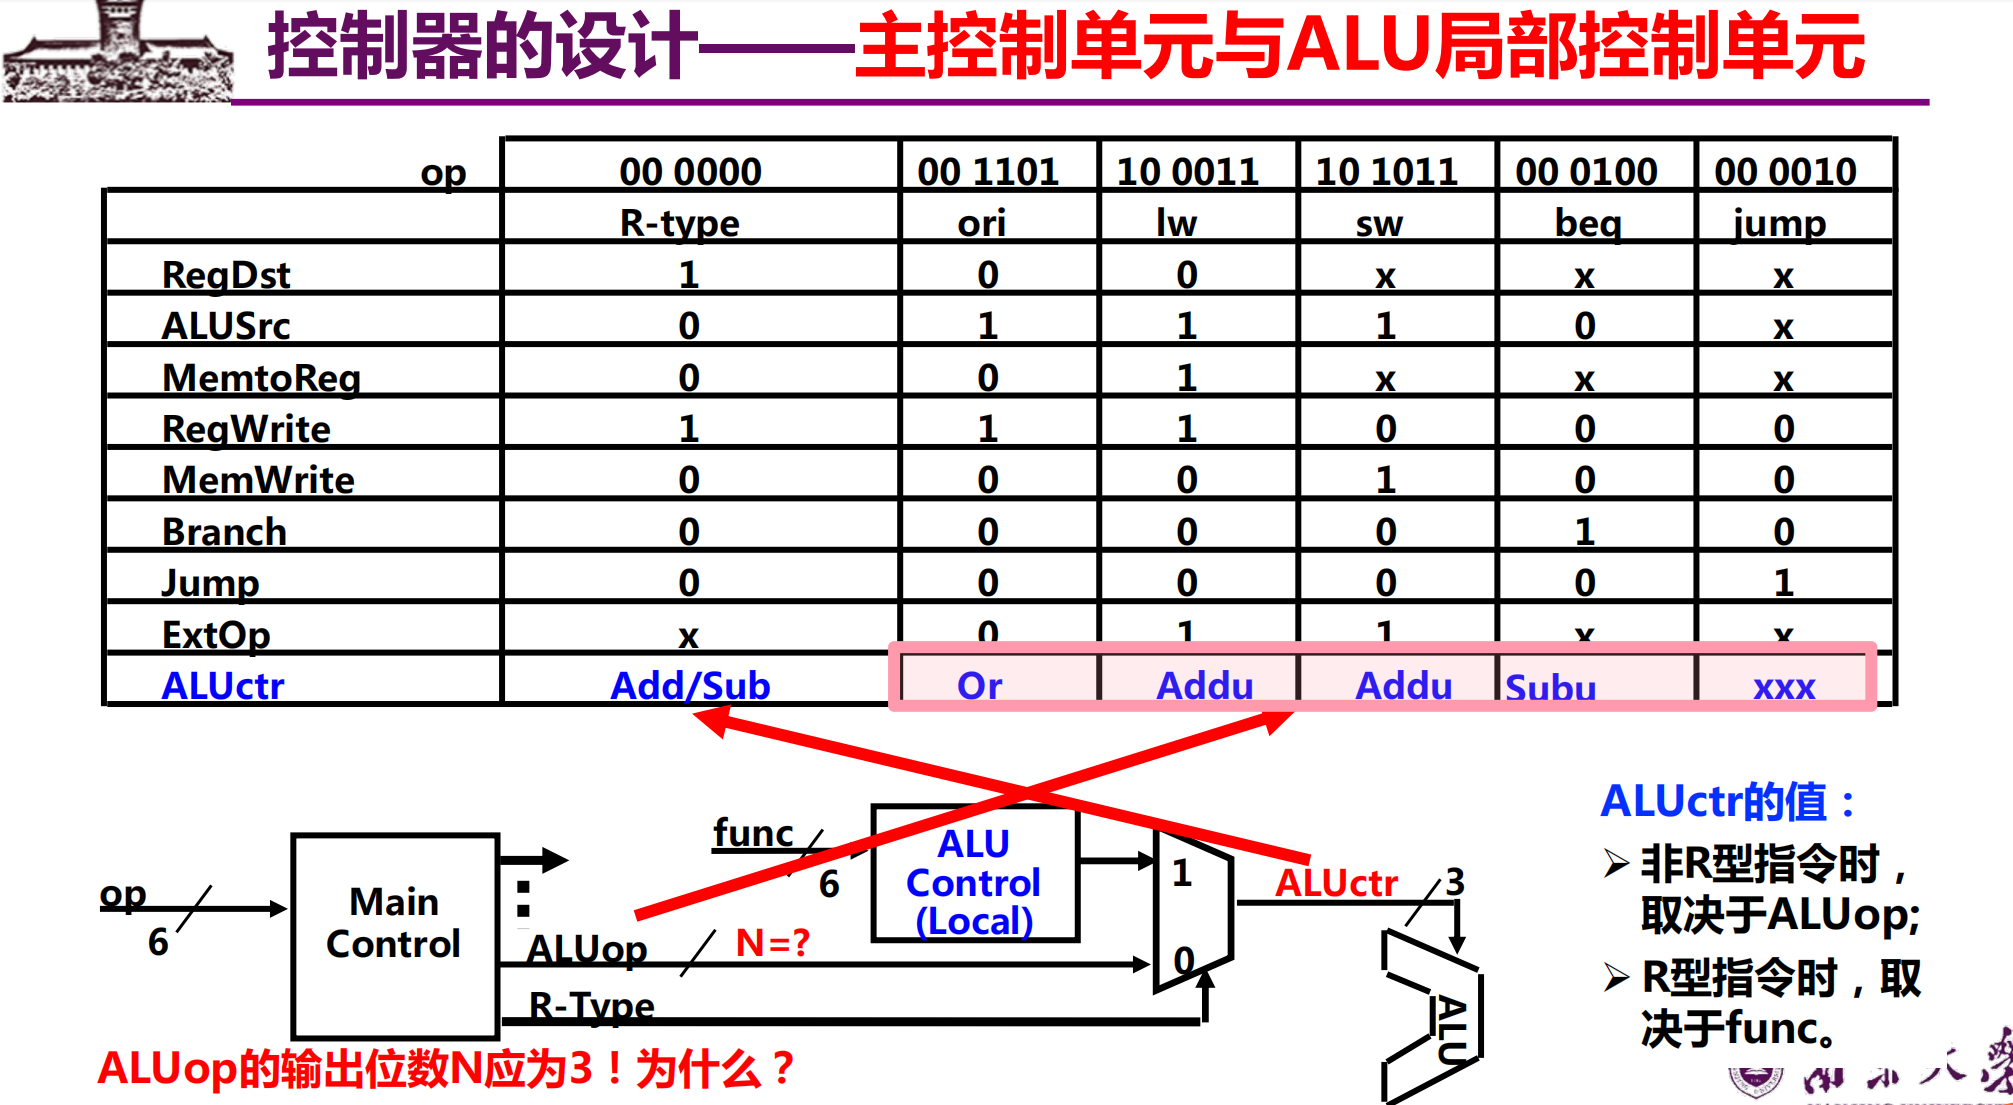 控制器的设计——主控制单元与ALU局部控制单元
op 00 0000 00 1101 10 0011 10 1011 00 0100 00 0010
R-type ori lw sw beq jump
RegDst 1 0 0 x x x
ALUSrc 0 1 1 1 0 x
MemtoReg 0 0 1 x x x
RegWrite 1 1 1 0 0 0
MemWrite 0 0 0 1 0 0
Branch 0 0 0 0 1 0
Jump 0 0 0 0 0 1
ExtOp x 0 1 1 x x
ALUctr Add/Sub Or Addu Addu Subu xxx
op
6
Main
Control
func
6
ALU
Control
(Local)
ALUop
N=?
R-Type
1
0
ALUctr
3
ALU
ALUctr的值：
➢ 非R型指令时，
取决于ALUop;
➢ R型指令时，取
决于func。
ALUop的输出位数N应为3！为什么？
南京大学